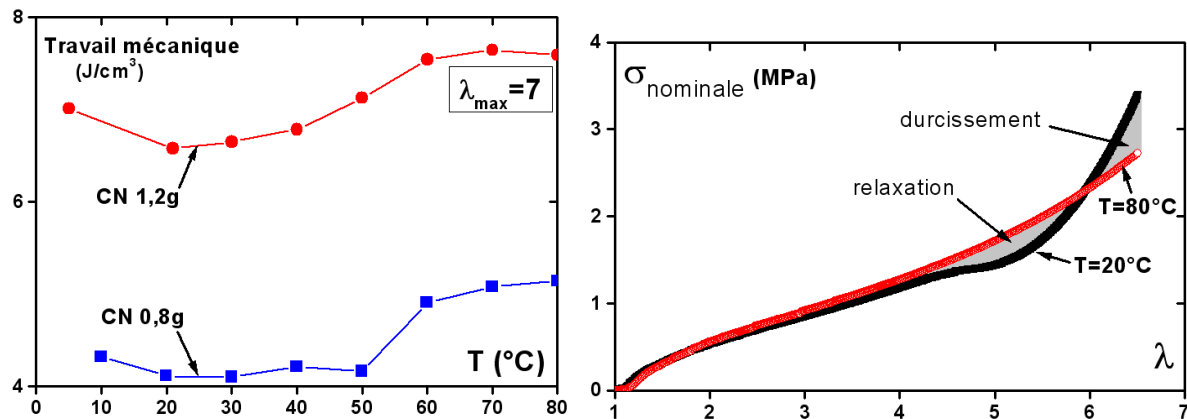 8
6
4
Travail mécanique
(J/cm³)
λmax=7
CN 1,2g
CN 0,8g
T (°C)
0 10 20 30 40 50 60 70 80
4
3
2
1
0
σnominale (MPa)
durcissement
relaxation
T=80°C
T=20°C
λ
1 2 3 4 5 6 7